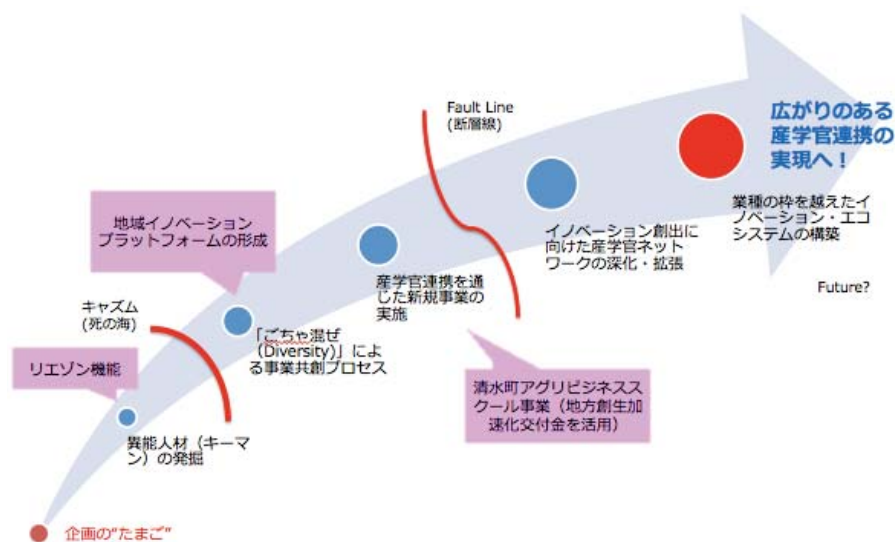 Fault Line
(断層線)
広がりのある
産学官連携の
実現へ！
業種の枠を越えたイ
ノベーション・エコ
システムの構築
Future?
イノベーション創出に
向けた産学官ネット
ワークの深化・拡張
地域イノベーション
プラットフォームの形成
産学官連携を通
じた新規事業の
実施
キャズム
(死の海)
「ごちゃ混ぜ
（Diversity)」によ
る事業共創プロセス
リエゾン機能
清水町アグリビジネスス
クール事業（地方創生加
速化交付金を活用）
異能人材（キーマ
ン）の発掘
企画の“たまご”